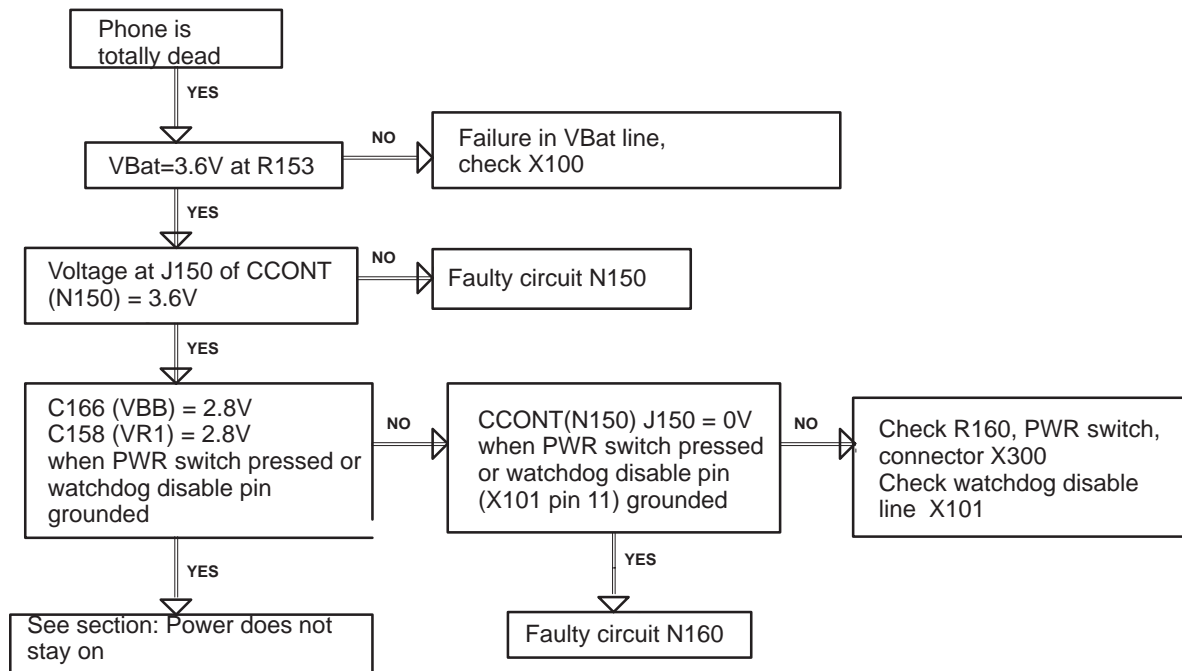 Phone is
totally dead
YES
VBat=3.6V at R153
NO
Failure in VBat line,
check X100
YES
Voltage at J150 of CCONT
(N150) = 3.6V
NO
Faulty circuit N150
YES
C166 (VBB) = 2.8V
C158 (VR1) = 2.8V
when PWR switch pressed or
watchdog disable pin
grounded
NO
CCONT(N150) J150 = 0V
when PWR switch pressed
or watchdog disable pin
(X101 pin 11) grounded
NO
Check R160, PWR switch,
connector X300
Check watchdog disable
line X101
YES
See section: Power does not
stay on
YES
Faulty circuit N160